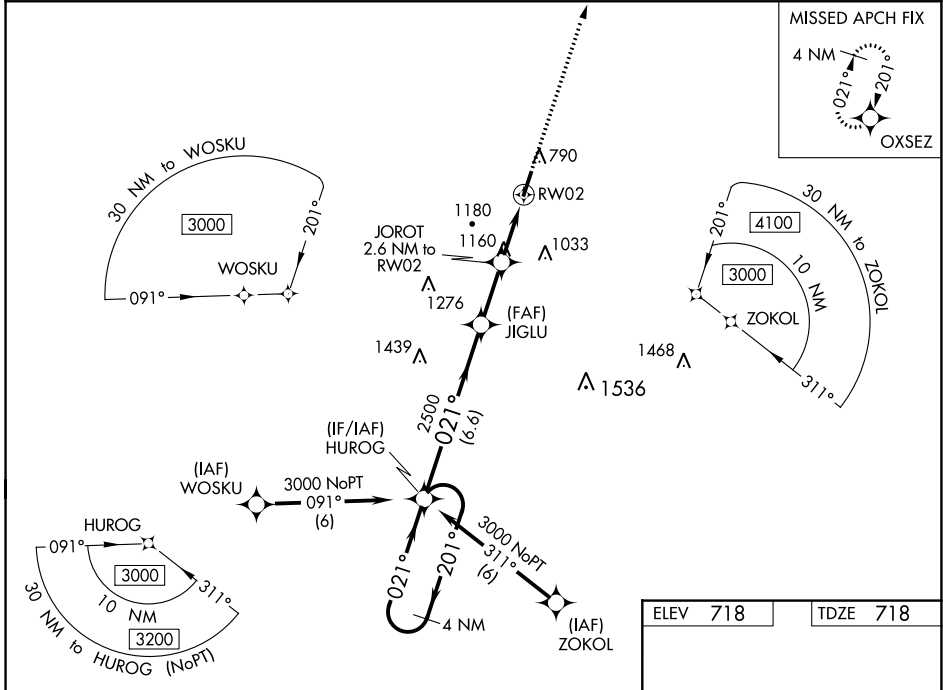 MISSED APCH FIX
4 NM
021°
201°
OXSEZ
30 NM to WOSKU
3000
201°
WOSKU
091°
790
RW02
1180
JOROT
2.6 NM to
RW02
1160
1033
1276
(FAF)
JIGLU
1439
1468
1536
30 NM to ZOKOL
4100
201°
3000
10 NM
ZOKOL
311°
2500
021°
(6.6)
(IF/IAF)
HUROG
(IAF)
WOSKU
3000 NoPT
091°
(6)
3000 NoPT
311°
(6)
021°
201°
4 NM
(IAF)
ZOKOL
HUROG
091°
3000
311°
10 NM
3200
30 NM to HUROG (NoPT)
ELEV 718
TDZE 718